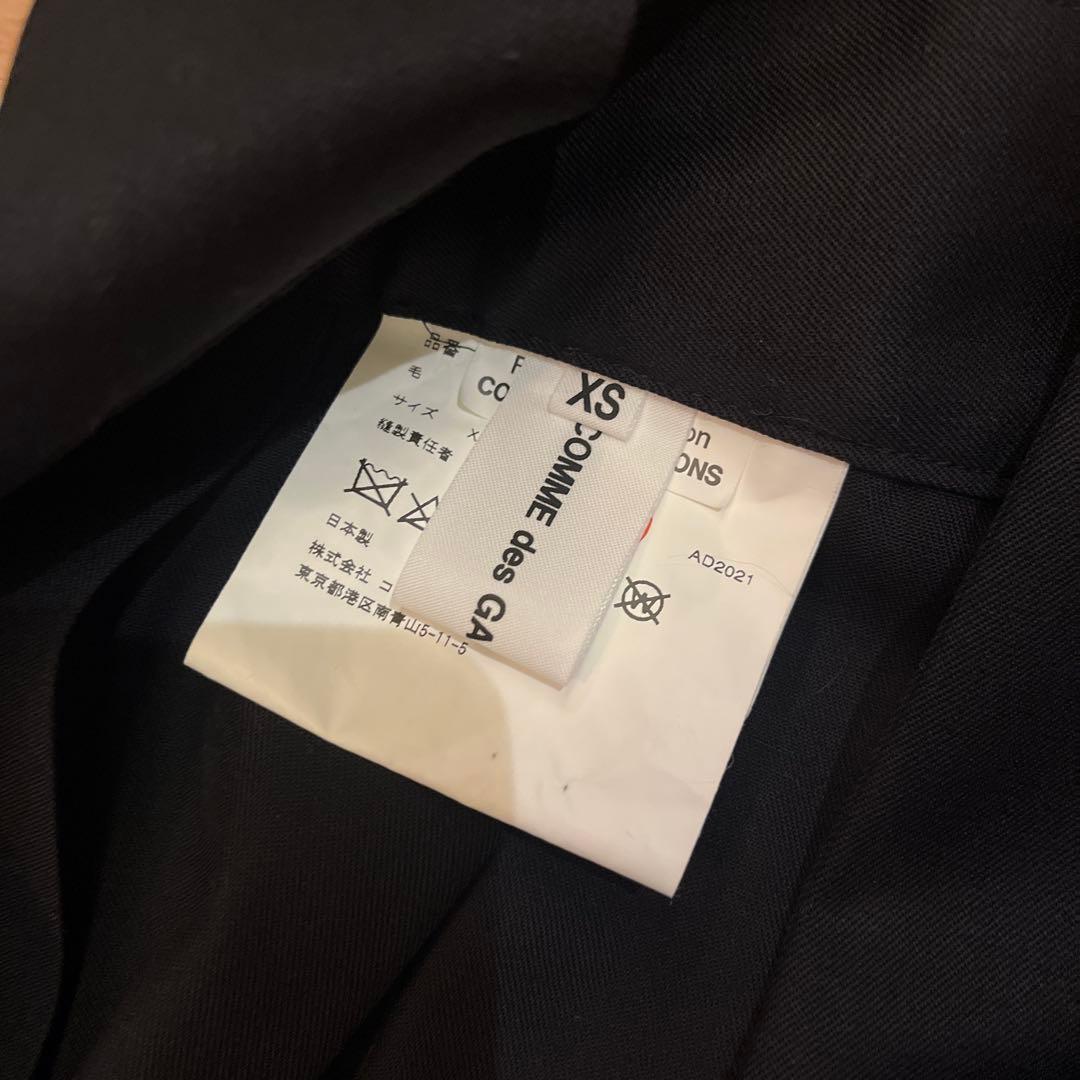 品番
毛
サイズ X
縫製責任者
日本製
株式会社 コ
東京都港区南青山5-11-5
F
CO
XS
COMME des GA
on
ONS
AD2021